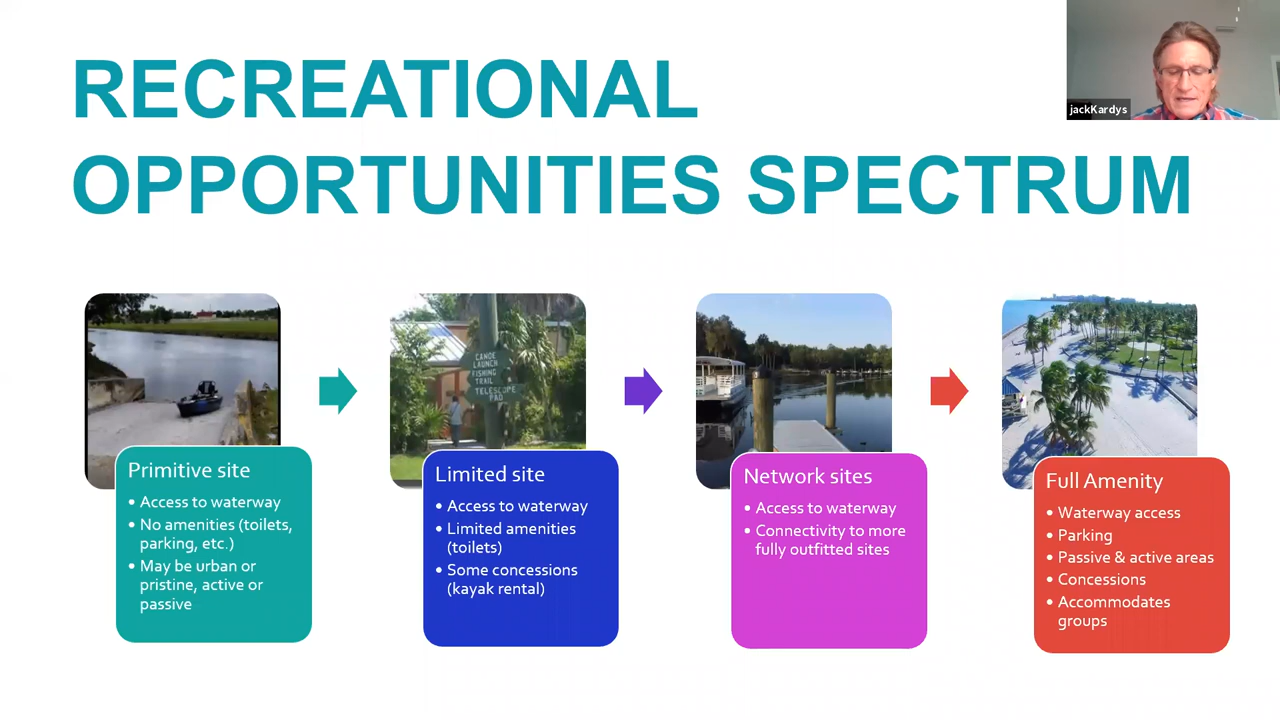 RECREATIONAL
OPPORTUNITIES SPECTRUM
jackKardys
CANOE
LAUNCH
FISHING
TRAIL
TELESCOPE
PAD
Primitive site
• Access to waterway
• No amenities (toilets,
parking, etc.)
• May be urban or
pristine, active or
passive
Limited site
• Access to waterway
• Limited amenities
(toilets)
• Some concessions
(kayak rental)
Network sites
• Access to waterway
• Connectivity to more
fully outfitted sites
Full Amenity
• Waterway access
• Parking
• Passive & active areas
• Concessions
• Accommodates
groups